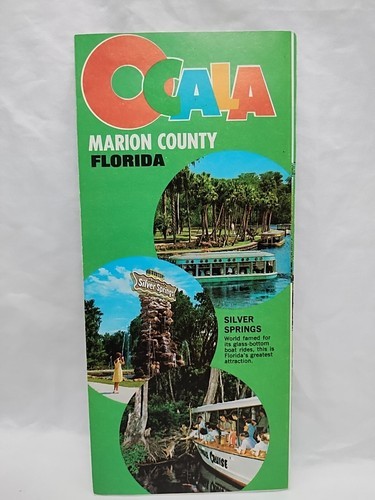 OCALA
MARION COUNTY
FLORIDA
Silver Springs
SILVER
SPRINGS
World famed for
its glass-bottom
boat rides, this is
Florida's greatest
attraction.
CRUISE